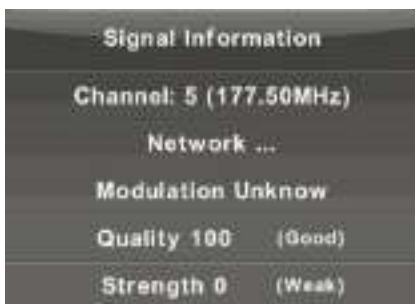 Signal Information
Channel: 5 (177.50MHz)
Network ...
Modulation Unknow
Quality 100 (Good)
Strength 0 (Weak)